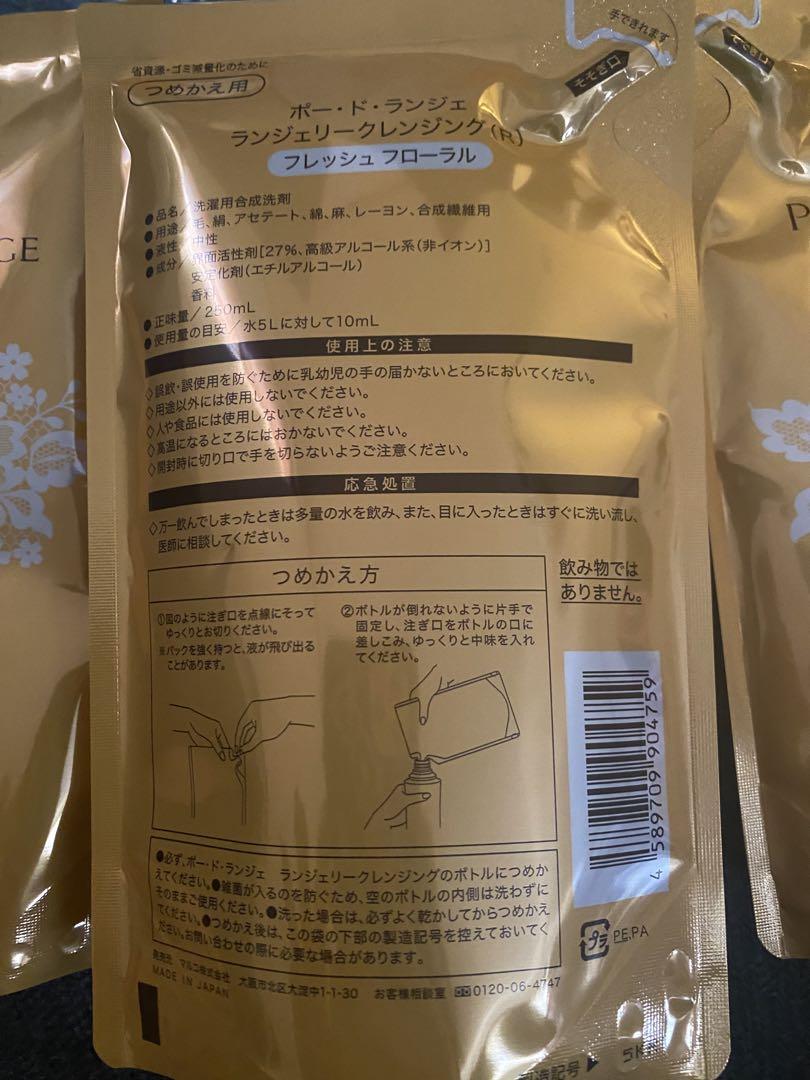 省資源・ゴミ減量化のために
つめかえ用
手できれます
そそぎ口
ポー・ド・ランジェ
ランジェリークレンジング(R)
フレッシュ フローラル
●品名／洗濯用合成洗剤
●用途／毛、絹、アセテート、綿、麻、レーヨン、合成繊維用
●液性／中性
●成分／界面活性剤[27%、高級アルコール系(非イオン)]
安定化剤(エチルアルコール)
香料
●正味量／250mL
●使用量の目安／水5Lに対して10mL
使用上の注意
◇誤飲・誤使用を防ぐために乳幼児の手の届かないところにおいてください。
◇用途以外には使用しないでください。
◇人や食品には使用しないでください。
◇高温になるところにはおかないでください。
◇開封時に切り口で手を切らないようご注意ください。
応急処置
◇万一飲んでしまったときは多量の水を飲み、また、目に入ったときはすぐに洗い流し、
医師に相談してください。
つめかえ方
①図のように注ぎ口を点線にそって
ゆっくりとお切りください。
※パックを強く持つと、液が飛び出る
ことがあります。
②ボトルが倒れないように片手で
固定し、注ぎ口をボトルの口に
差しこみ、ゆっくりと中味を入れ
てください。
飲み物では
ありません。
4 589709 904759
●必ず、ポー・ド・ランジェ ランジェリークレンジングのボトルにつめか
えてください。●雑菌が入るのを防ぐため、空のボトルの内側は洗わずに
そのままご使用ください。●洗った場合は、必ずよく乾かしてからつめかえ
てください。●つめかえ後は、この袋の下部の製造記号を控えておいてく
ださい。お問い合わせの際に必要な場合があります。
プラ PE,PA
発売元 マルコ株式会社 大阪市北区大淀中1-1-30 お客様相談室 0120-06-4747
MADE IN JAPAN
製造記号▶ 5K
GE
P